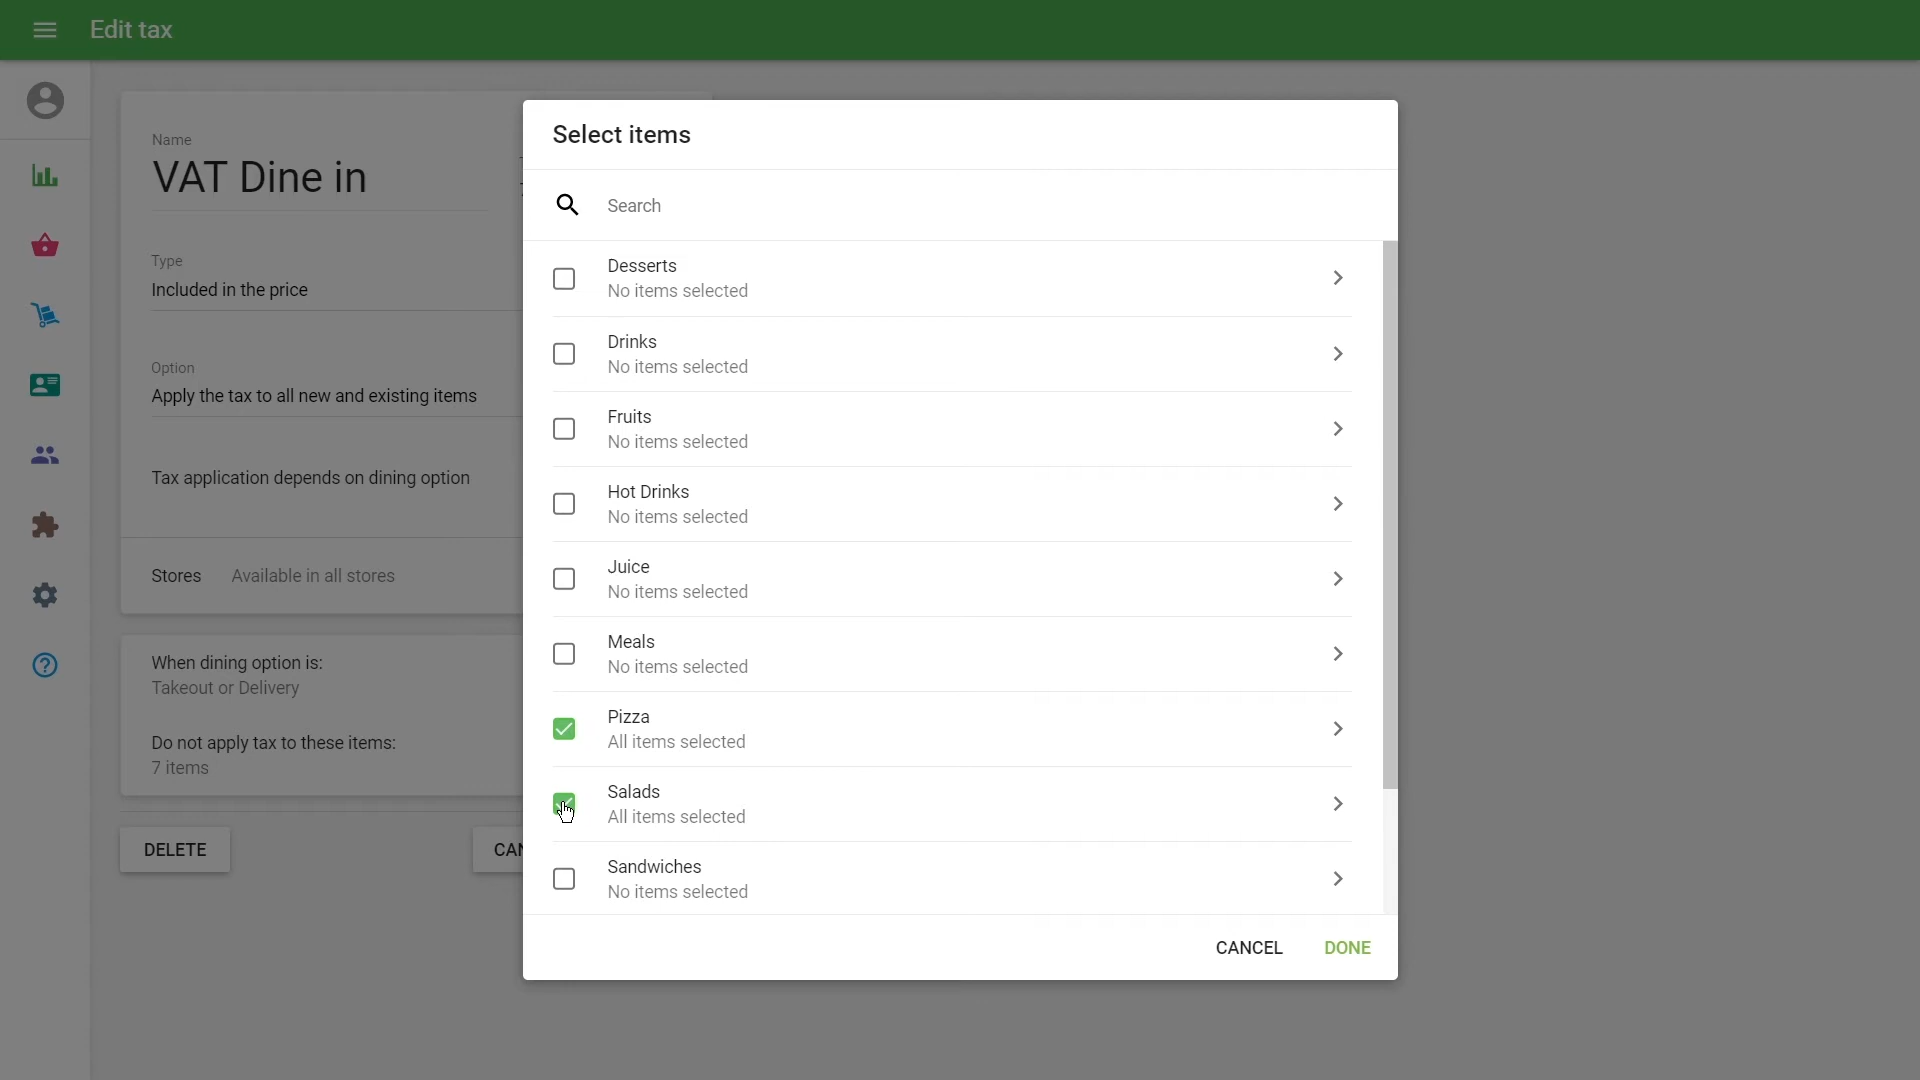 Edit tax
Name
VAT Dine in
Type
Included in the price
Option
Apply the tax to all new and existing items
Tax application depends on dining option
Stores Available in all stores
When dining option is:
Takeout or Delivery
Do not apply tax to these items:
7 items
DELETE
Select items
Search
Desserts
No items selected
Drinks
No items selected
Fruits
No items selected
Hot Drinks
No items selected
Juice
No items selected
Meals
No items selected
Pizza
All items selected
Salads
All items selected
Sandwiches
No items selected
CANCEL DONE